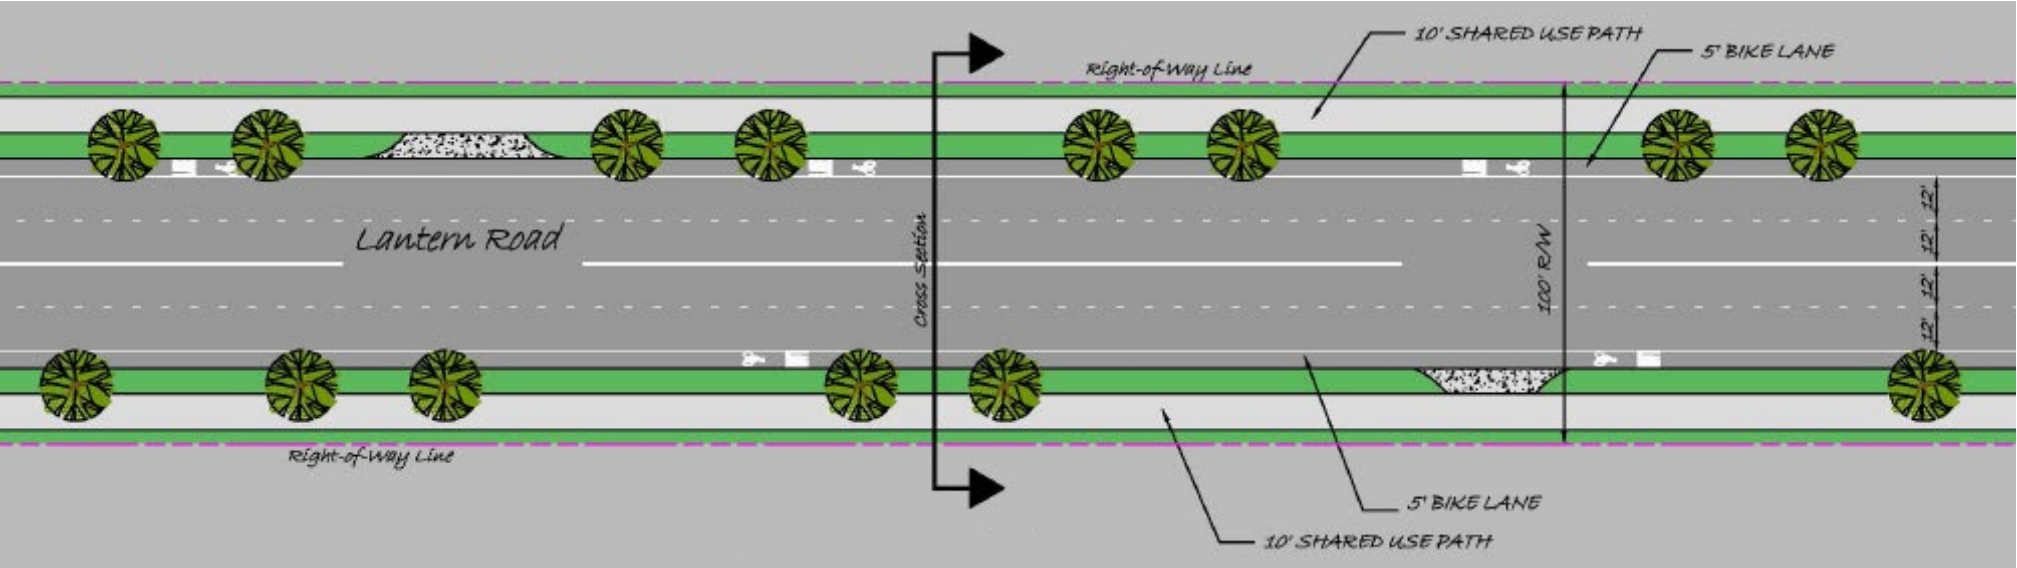 10' SHARED USE PATH
5' BIKE LANE
Right-of-Way Line
12'
12'
12'
12'
Lantern Road
Cross Section
100' R/W
Right-of-Way Line
5' BIKE LANE
10' SHARED USE PATH